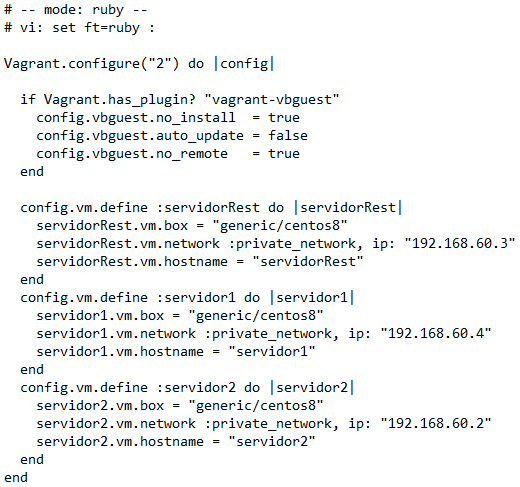 # -- mode: ruby --
# vi: set ft=ruby :

Vagrant.configure("2") do |config|

  if Vagrant.has_plugin? "vagrant-vbguest"
    config.vbguest.no_install  = true
    config.vbguest.auto_update = false
    config.vbguest.no_remote   = true
  end

  config.vm.define :servidorRest do |servidorRest|
    servidorRest.vm.box = "generic/centos8"
    servidorRest.vm.network :private_network, ip: "192.168.60.3"
    servidorRest.vm.hostname = "servidorRest"
  end
  config.vm.define :servidor1 do |servidor1|
    servidor1.vm.box = "generic/centos8"
    servidor1.vm.network :private_network, ip: "192.168.60.4"
    servidor1.vm.hostname = "servidor1"
  end
  config.vm.define :servidor2 do |servidor2|
    servidor2.vm.box = "generic/centos8"
    servidor2.vm.network :private_network, ip: "192.168.60.2"
    servidor2.vm.hostname = "servidor2"
  end
end